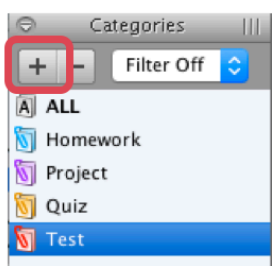 Categories
+ - Filter Off
A ALL
Homework
Project
Quiz
Test